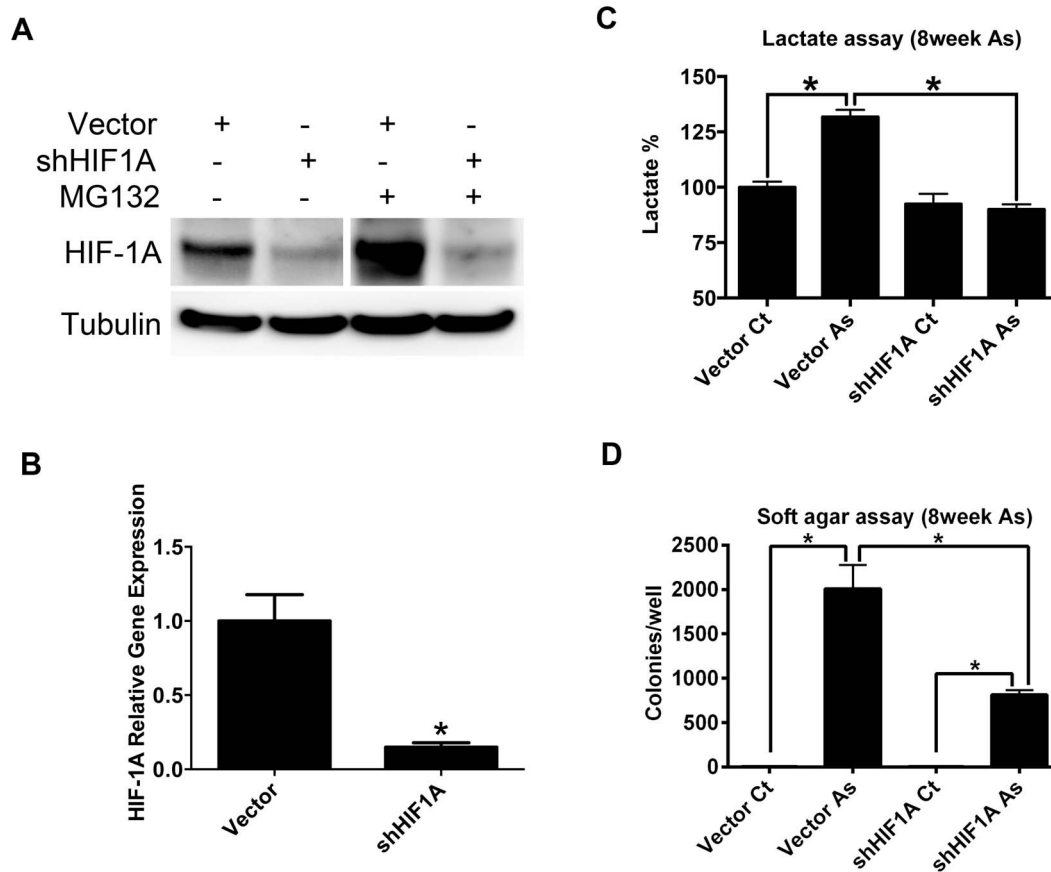 A
Vector + - + -
shHIF1A - + - +
MG132 - - + +
HIF-1A
Tubulin
B
HIF-1A Relative Gene Expression
1.5
1.0
0.5
0.0
*
Vector
shHIF1A
C
Lactate assay (8week As)
Lactate %
150
125
100
75
50
* *
Vector Ct
Vector As
shHIF1A Ct
shHIF1A As
D
Soft agar assay (8week As)
Colonies/well
2500
2000
1500
1000
500
0
* *
*
Vector Ct
Vector As
shHIF1A Ct
shHIF1A As